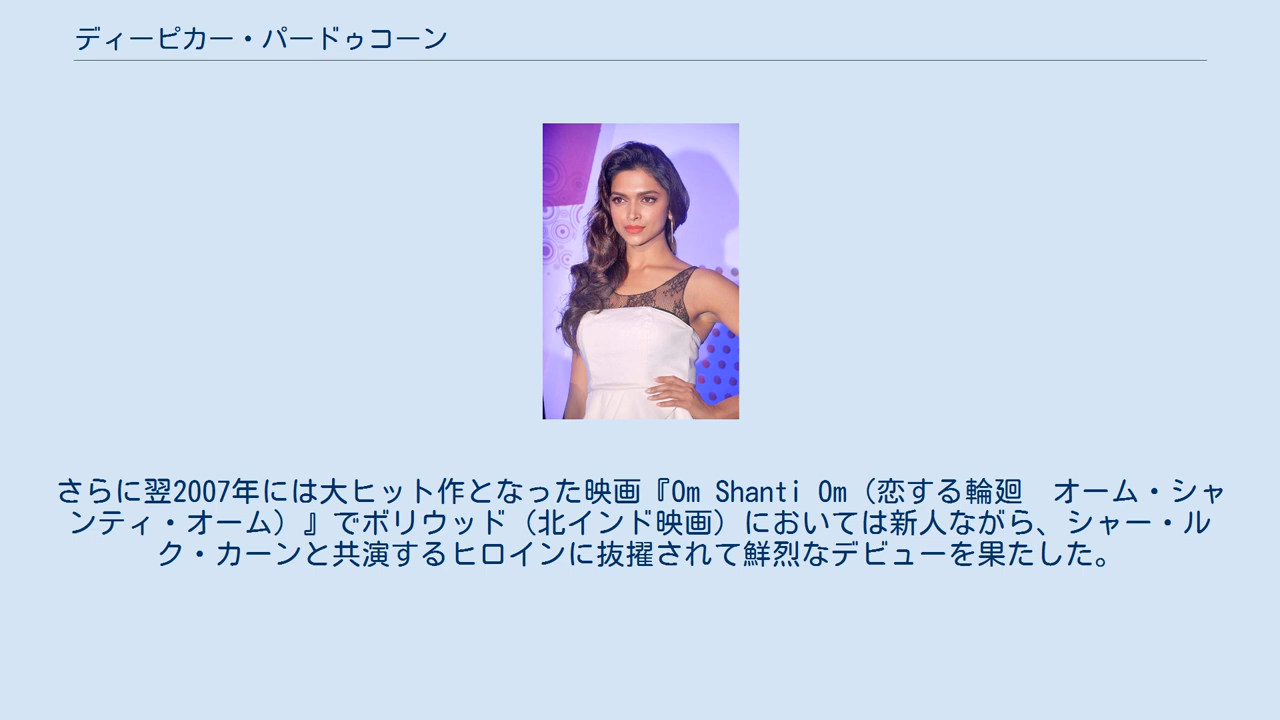 ディーピカー・パードゥコーン
さらに翌2007年には大ヒット作となった映画『Om Shanti Om（恋する輪廻　オーム・シャ
ンティ・オーム）』でボリウッド（北インド映画）においては新人ながら、シャー・ル
ク・カーンと共演するヒロインに抜擢されて鮮烈なデビューを果たした。